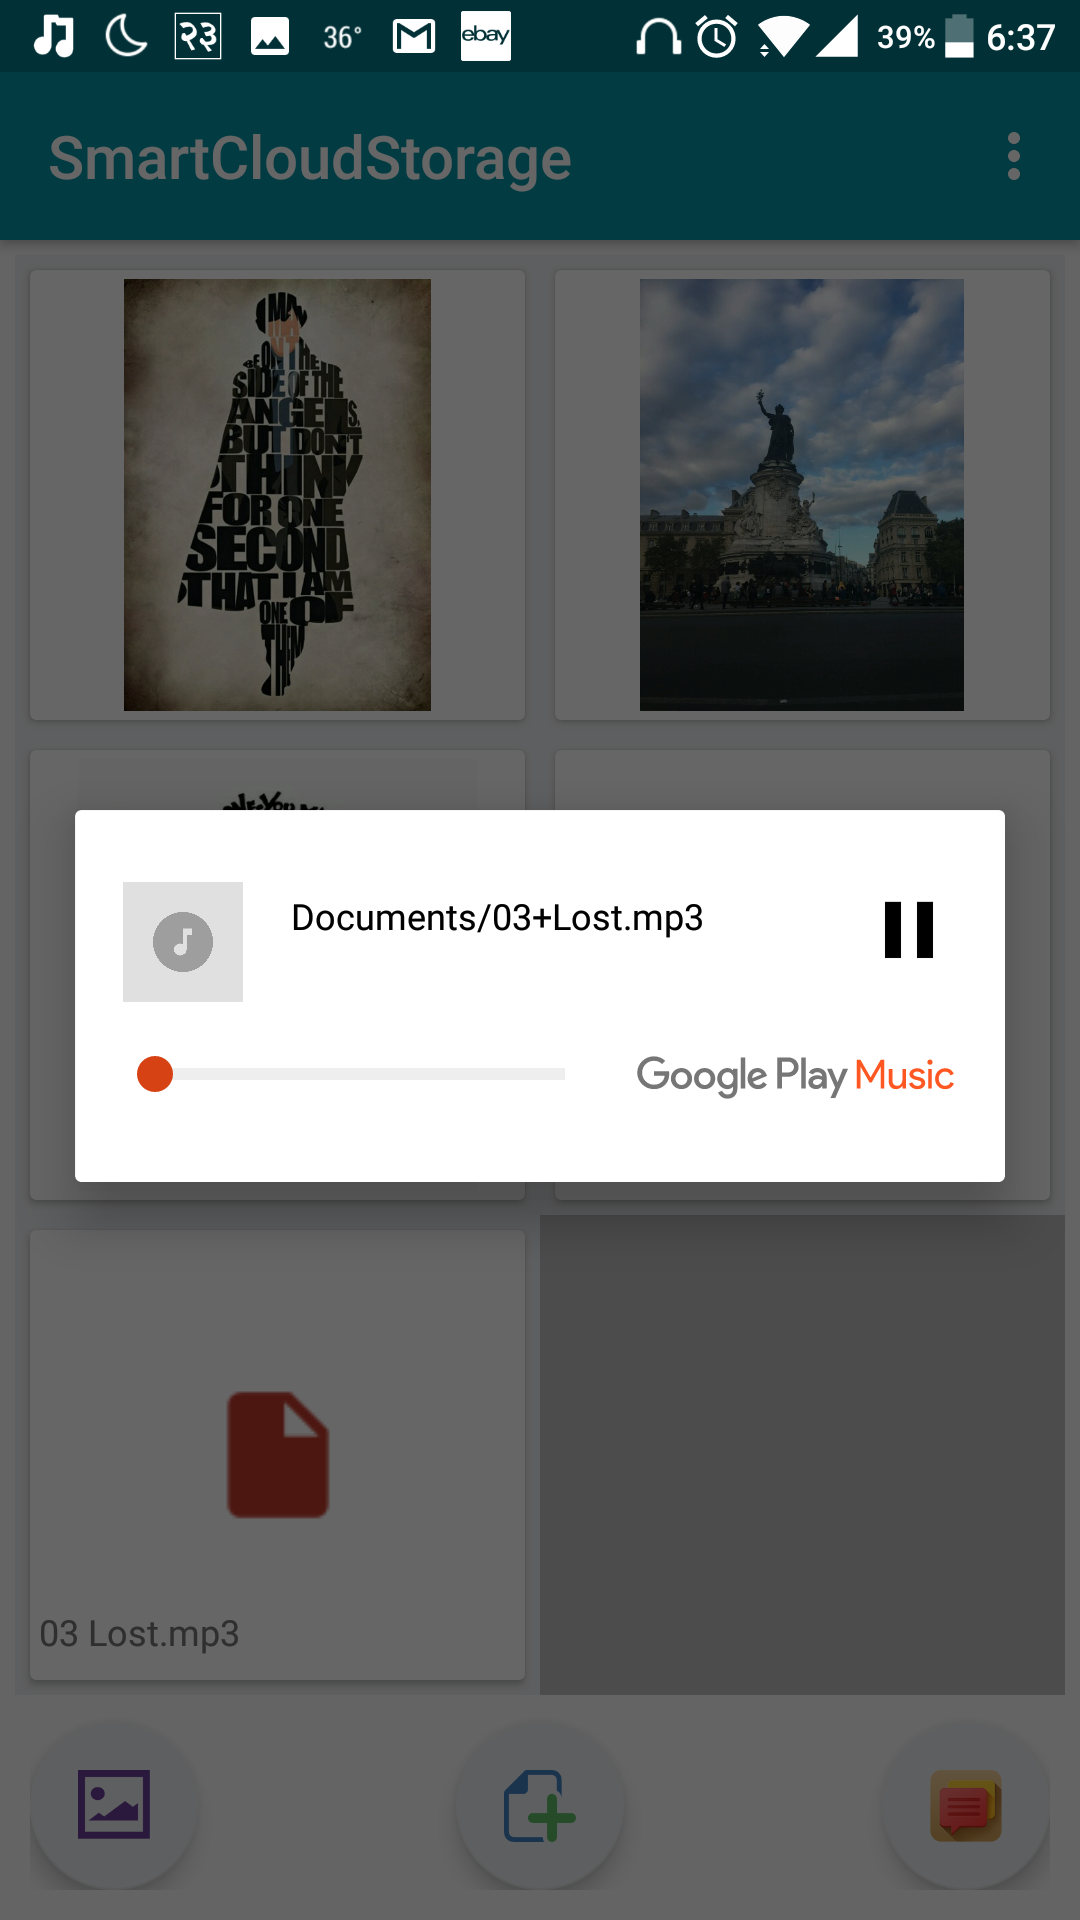 २३ 36° ebay 39% 6:37
SmartCloudStorage
I'M
BE ON THE
SIDE OF THE
ANGELS.
BUT DON'T
THINK
FOR ONE
SECOND
THAT I AM
ONE OF
THEM
Documents/03+Lost.mp3
Google Play Music
03 Lost.mp3